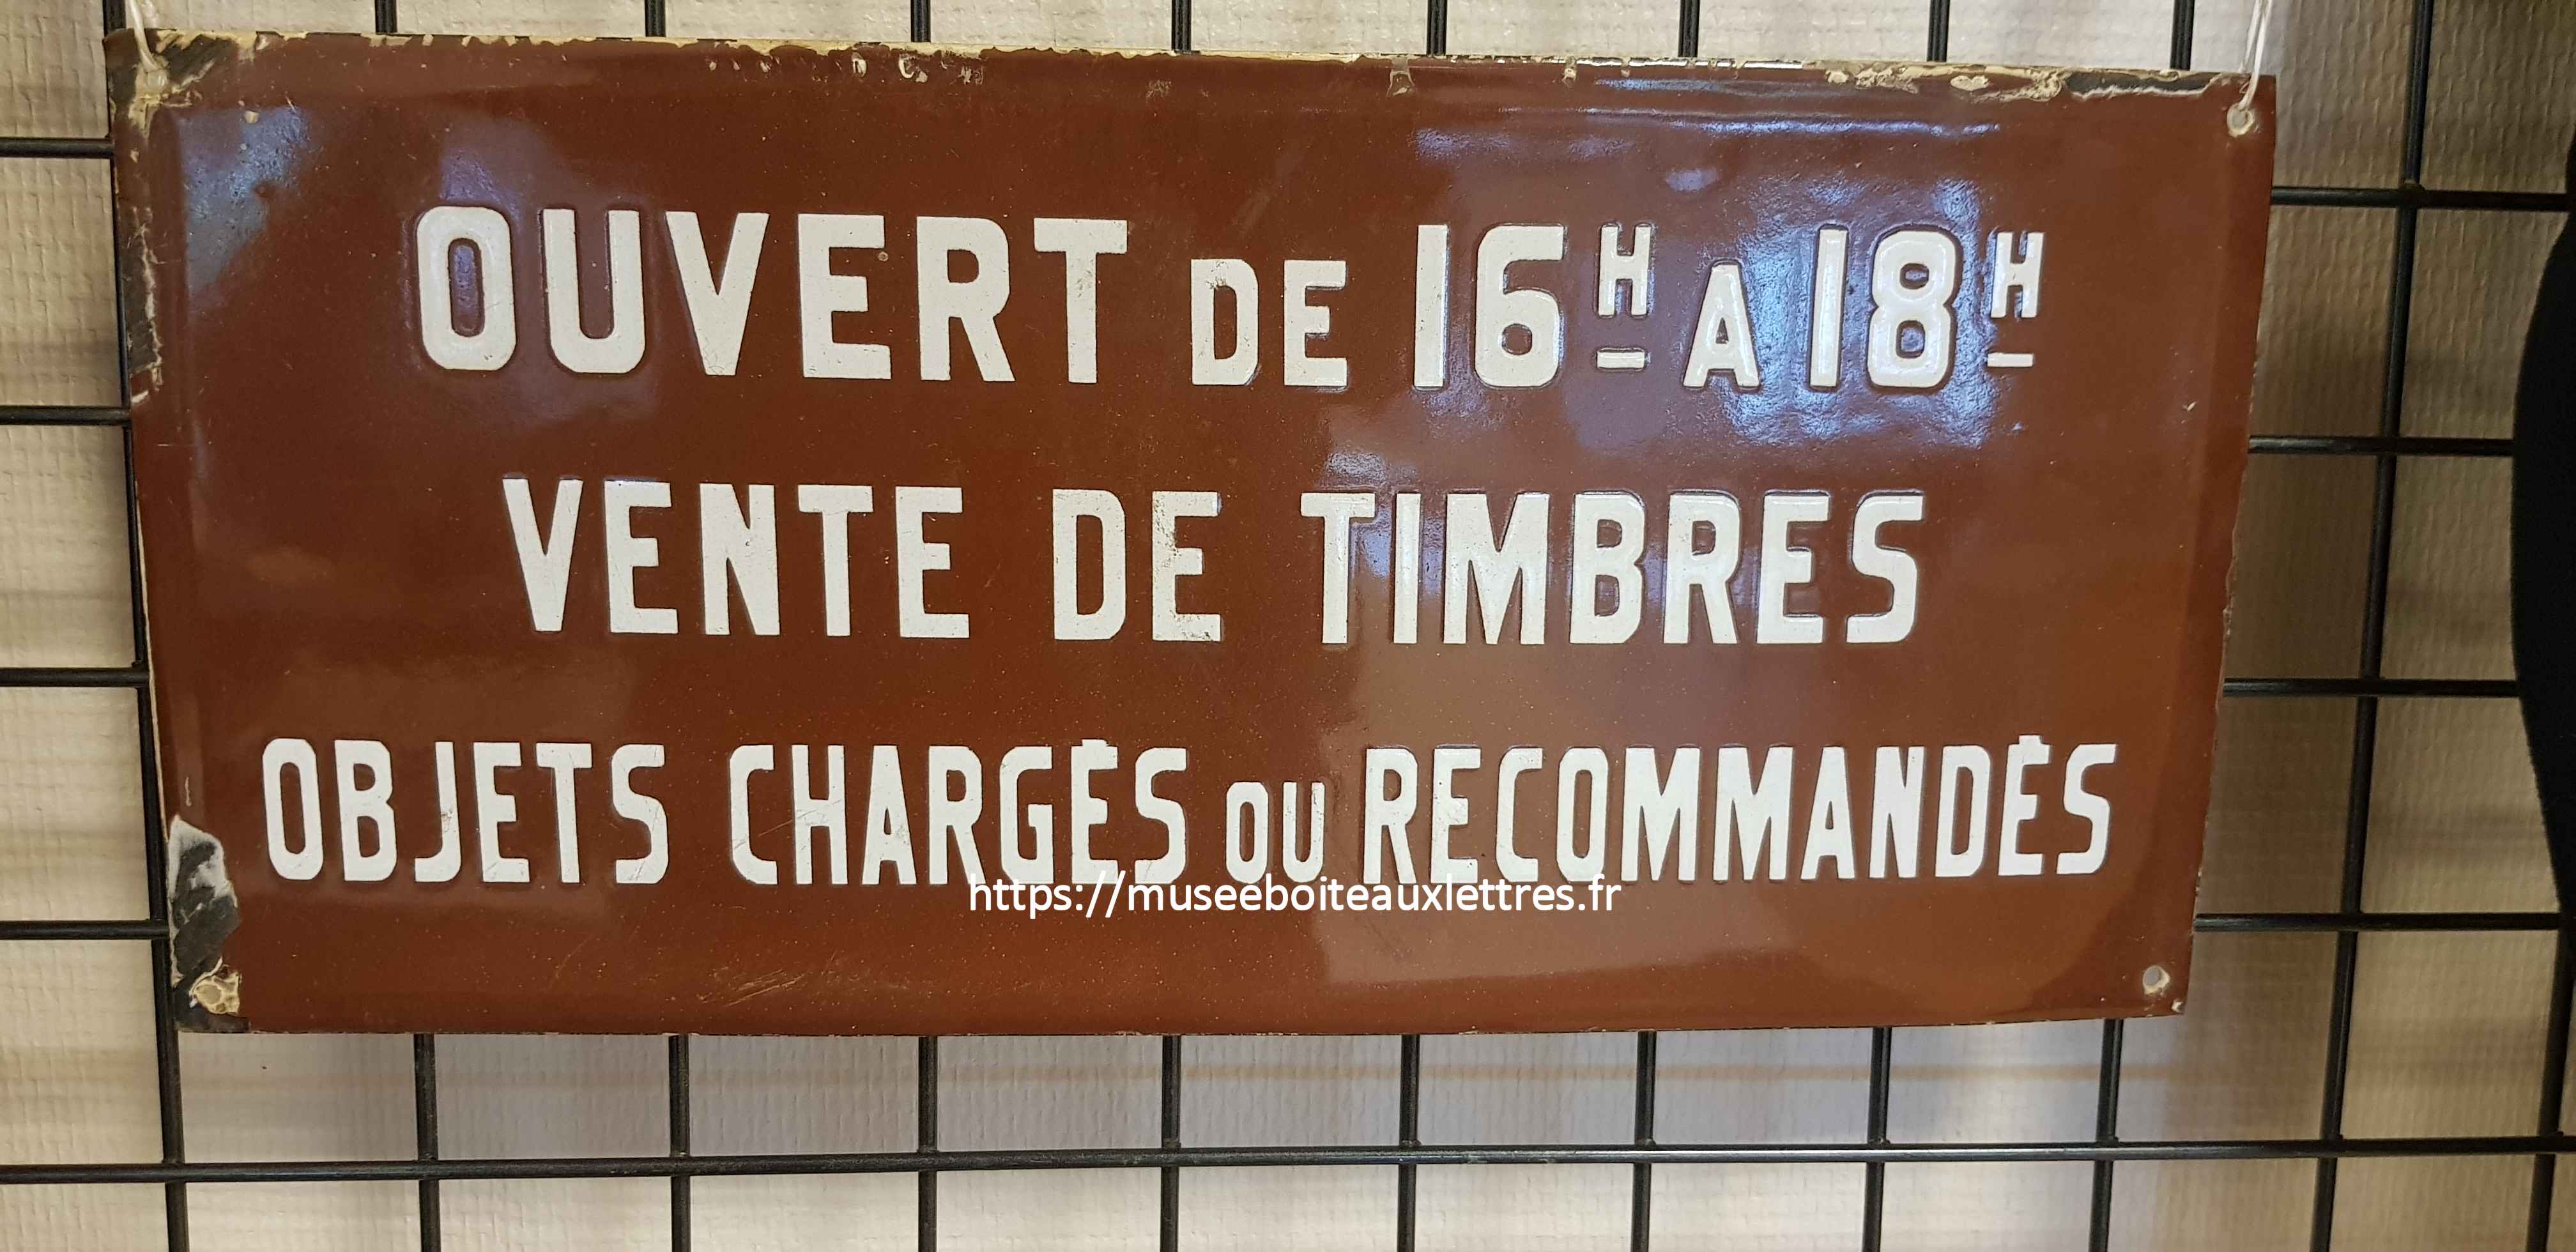 OUVERT DE 16H A 18H
VENTE DE TIMBRES
OBJETS CHARGÉS OU RECOMMANDÉS
https://museeboiteauxlettres.fr